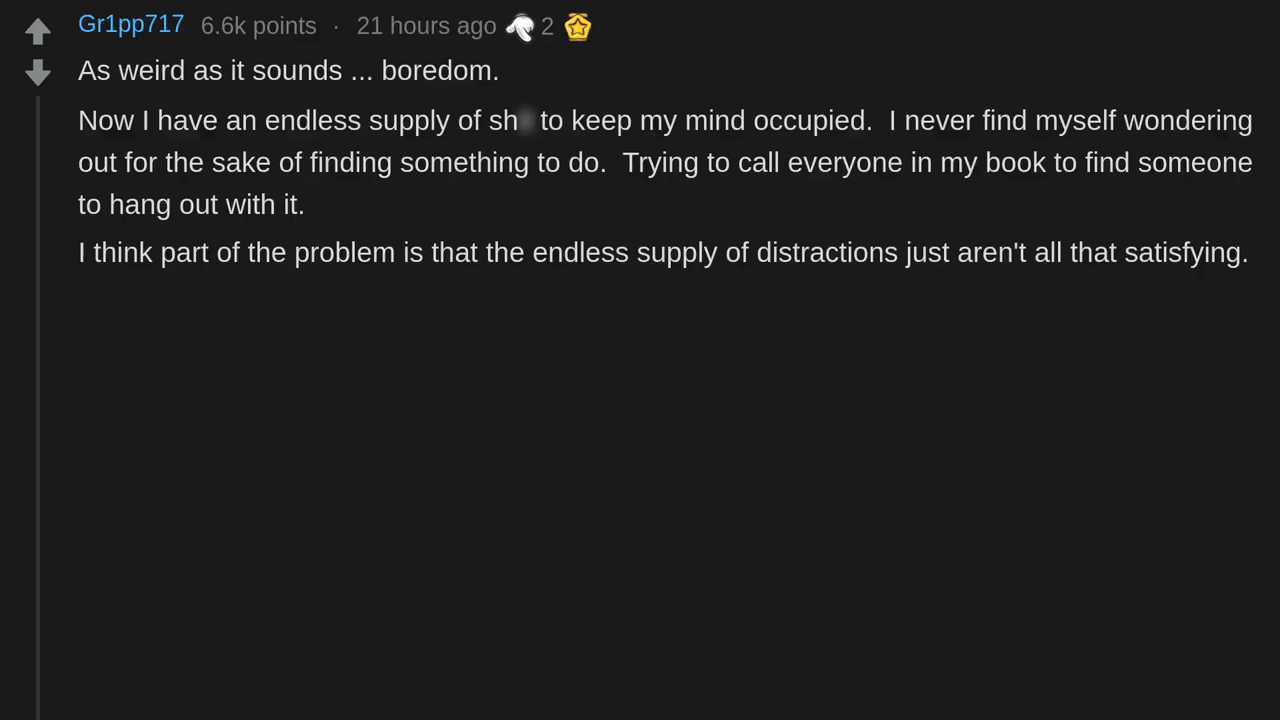 Gr1pp717 6.6k points · 21 hours ago 2
As weird as it sounds ... boredom.
Now I have an endless supply of sh to keep my mind occupied. I never find myself wondering
out for the sake of finding something to do. Trying to call everyone in my book to find someone
to hang out with it.
I think part of the problem is that the endless supply of distractions just aren't all that satisfying.